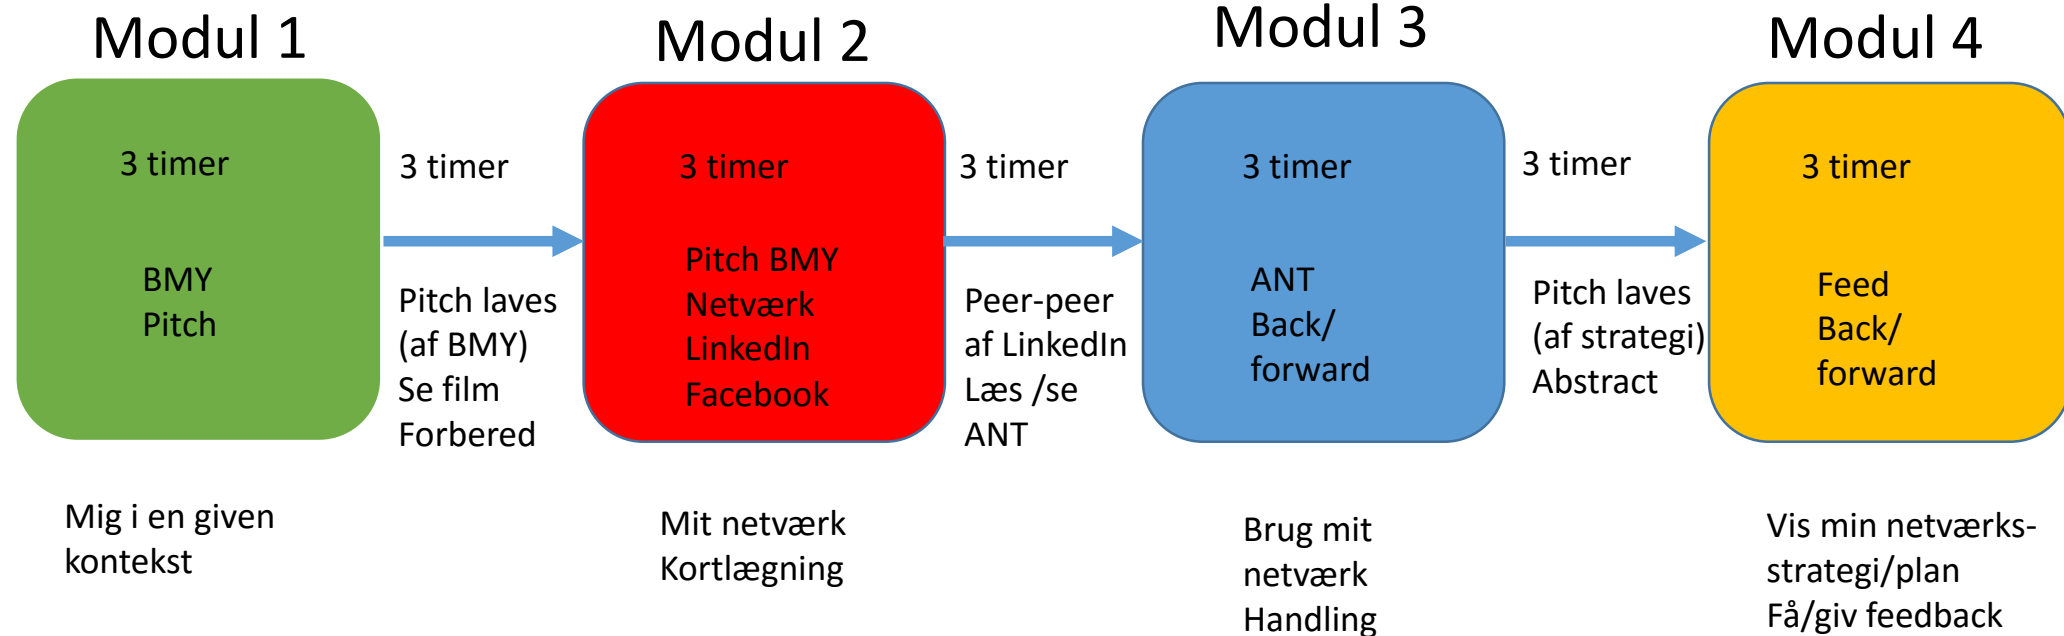 Modul 1
3 timer
BMY
Pitch
Mig i en given
kontekst
3 timer
Pitch laves
(af BMY)
Se film
Forbered
Modul 2
3 timer
Pitch BMY
Netværk
LinkedIn
Facebook
Mit netværk
Kortlægning
3 timer
Peer-peer
af LinkedIn
Læs /se
ANT
Modul 3
3 timer
ANT
Back/
forward
Brug mit
netværk
Handling
3 timer
Pitch laves
(af strategi)
Abstract
Modul 4
3 timer
Feed
Back/
forward
Vis min netværks-
strategi/plan
Få/giv feedback